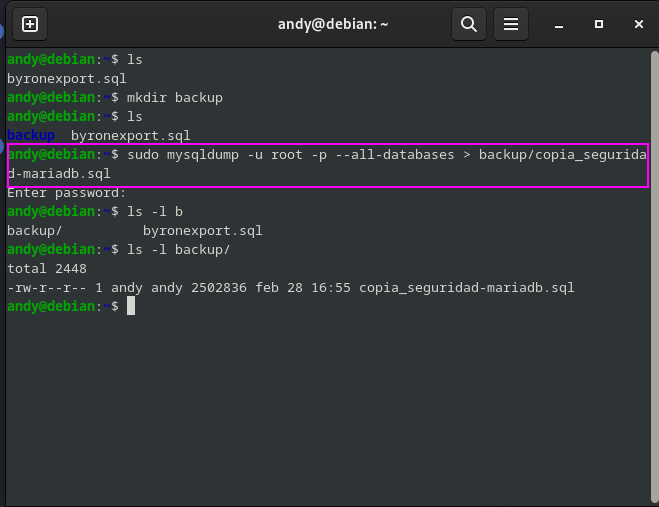 andy@debian: ~
andy@debian:~$ ls
byronexport.sql
andy@debian:~$ mkdir backup
andy@debian:~$ ls
backup  byronexport.sql
andy@debian:~$ sudo mysqldump -u root -p --all-databases > backup/copia_segurida
d-mariadb.sql
Enter password:
andy@debian:~$ ls -l b
backup/          byronexport.sql
andy@debian:~$ ls -l backup/
total 2448
-rw-r--r-- 1 andy andy 2502836 feb 28 16:55 copia_seguridad-mariadb.sql
andy@debian:~$